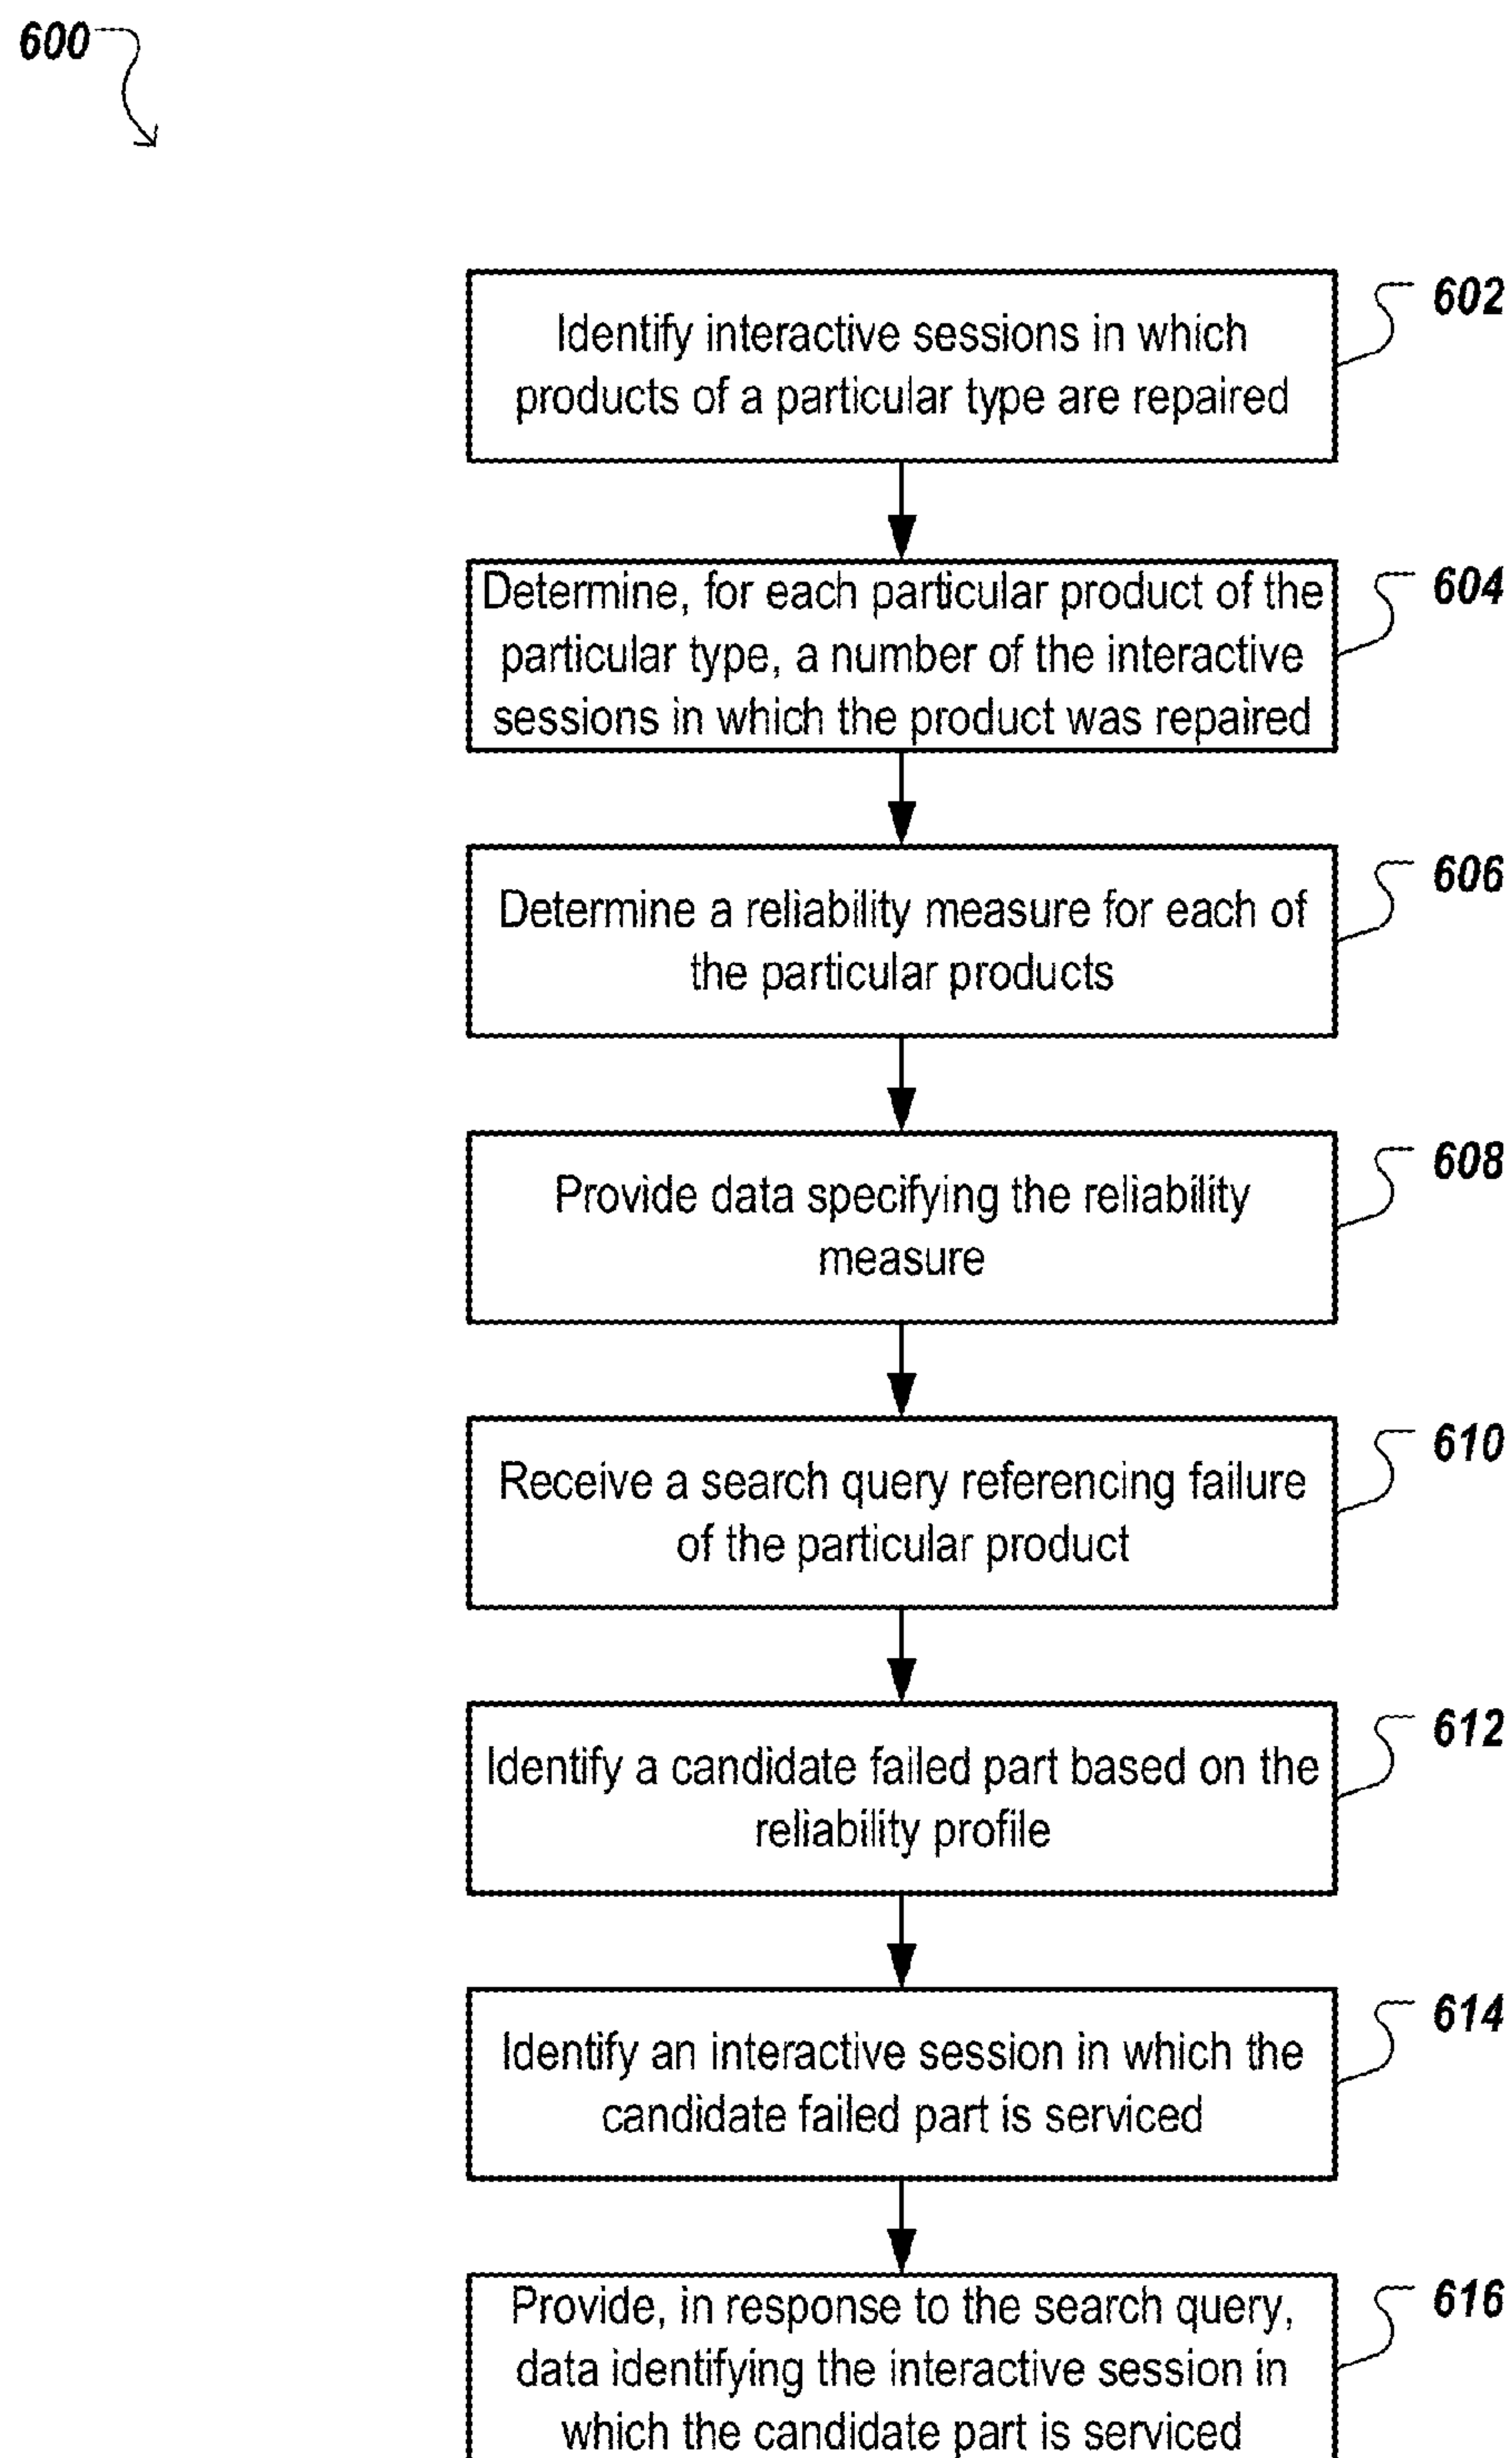 600
602
Identify interactive sessions in which
products of a particular type are repaired
604
Determine, for each particular product of the
particular type, a number of the interactive
sessions in which the product was repaired
606
Determine a reliability measure for each of
the particular products
608
Provide data specifying the reliability
measure
610
Receive a search query referencing failure
of the particular product
612
Identify a candidate failed part based on the
reliability profile
614
Identify an interactive session in which the
candidate failed part is serviced
616
Provide, in response to the search query,
data identifying the interactive session in
which the candidate part is serviced